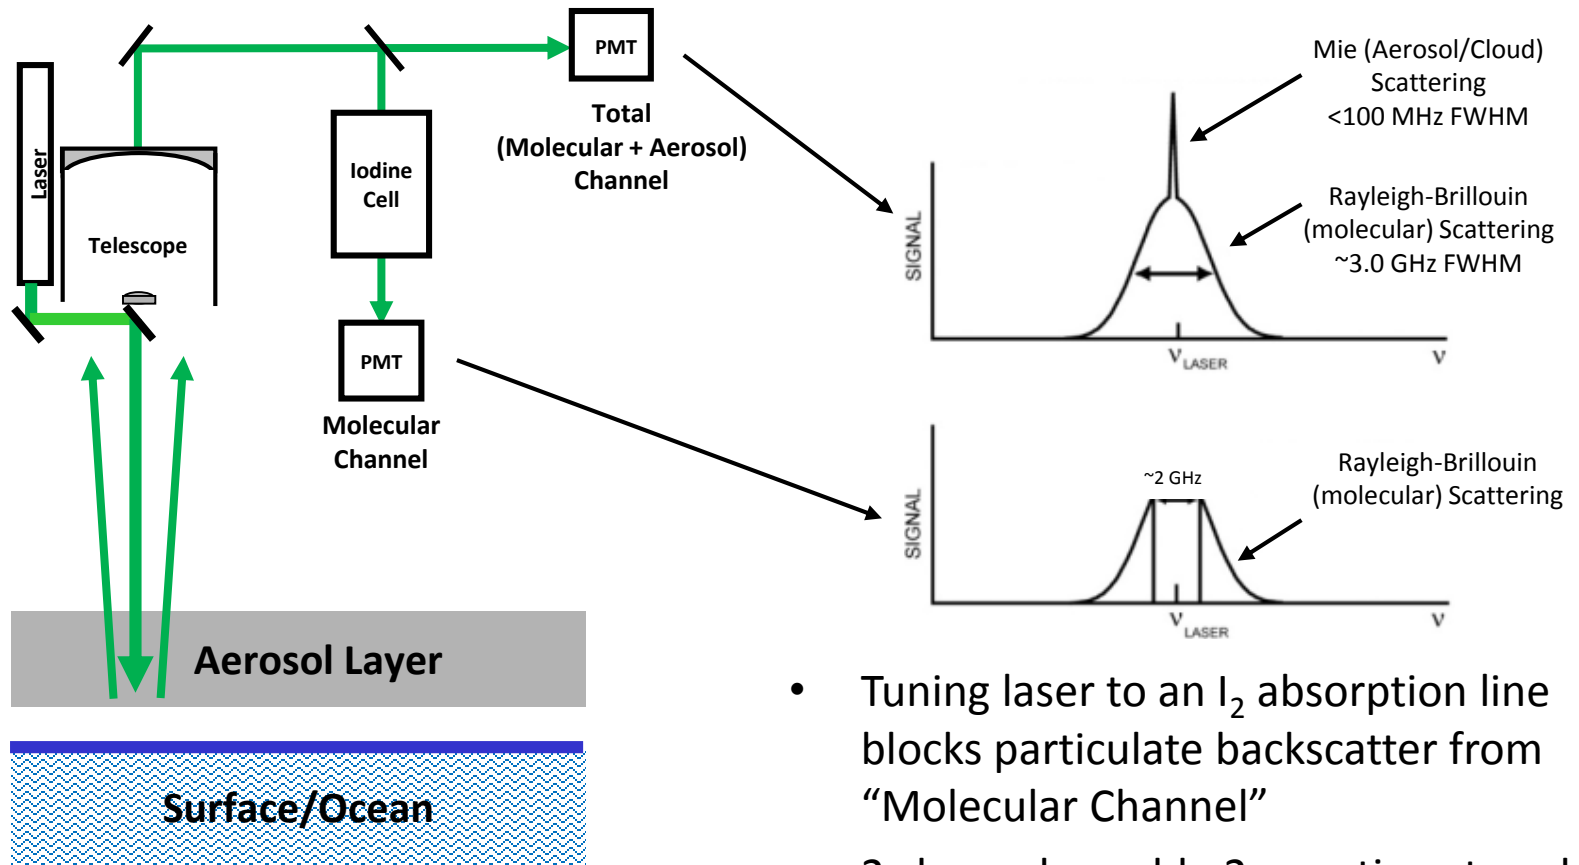 Laser
Telescope
PMT
Total
(Molecular + Aerosol)
Channel
Iodine
Cell
PMT
Molecular
Channel
Aerosol Layer
Surface/Ocean
Mie (Aerosol/Cloud)
Scattering
<100 MHz FWHM
Rayleigh-Brillouin
(molecular) Scattering
~3.0 GHz FWHM
SIGNAL
ν LASER
ν
~2 GHz
Rayleigh-Brillouin
(molecular) Scattering
SIGNAL
ν LASER
ν
• Tuning laser to an I₂ absorption line
blocks particulate backscatter from
“Molecular Channel”